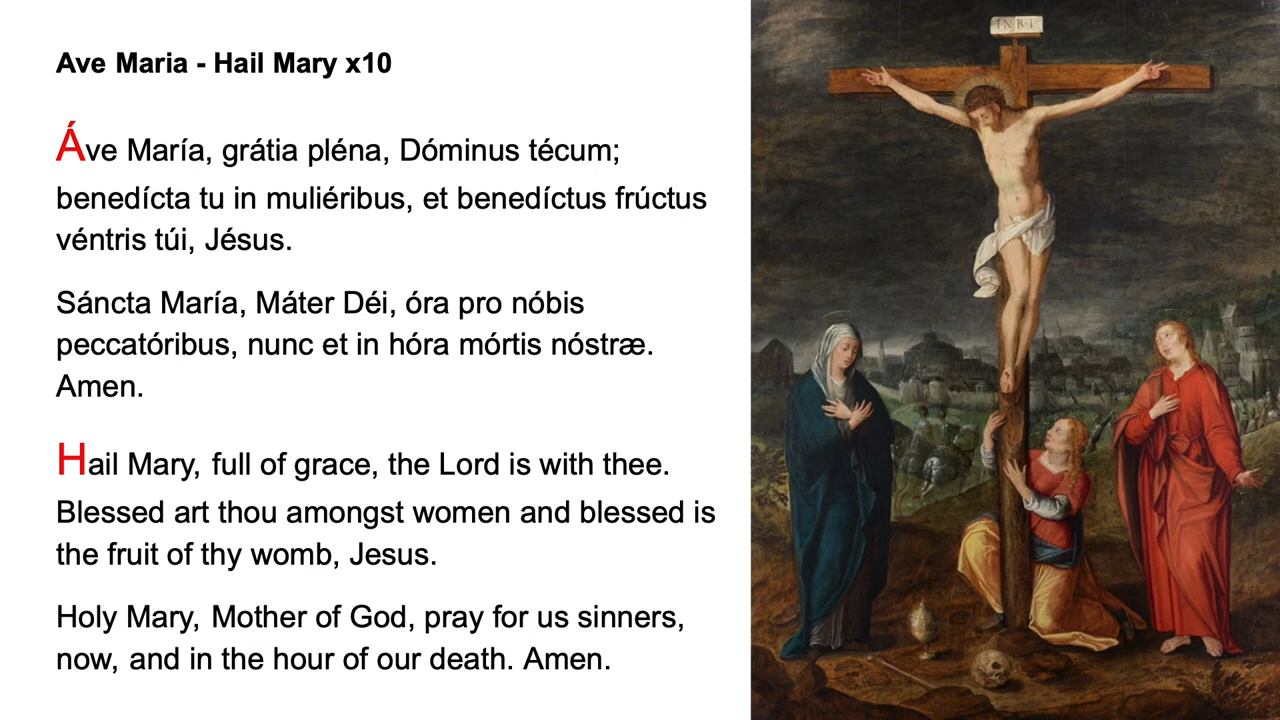 Ave Maria - Hail Mary x10
Áve María, grátia pléna, Dóminus técum;
benedícta tu in muliéribus, et benedíctus frúctus
véntris túi, Jésus.
Sáncta María, Máter Déi, óra pro nóbis
peccatóribus, nunc et in hóra mórtis nóstræ.
Amen.
Hail Mary, full of grace, the Lord is with thee.
Blessed art thou amongst women and blessed is
the fruit of thy womb, Jesus.
Holy Mary, Mother of God, pray for us sinners,
now, and in the hour of our death. Amen.
INRI